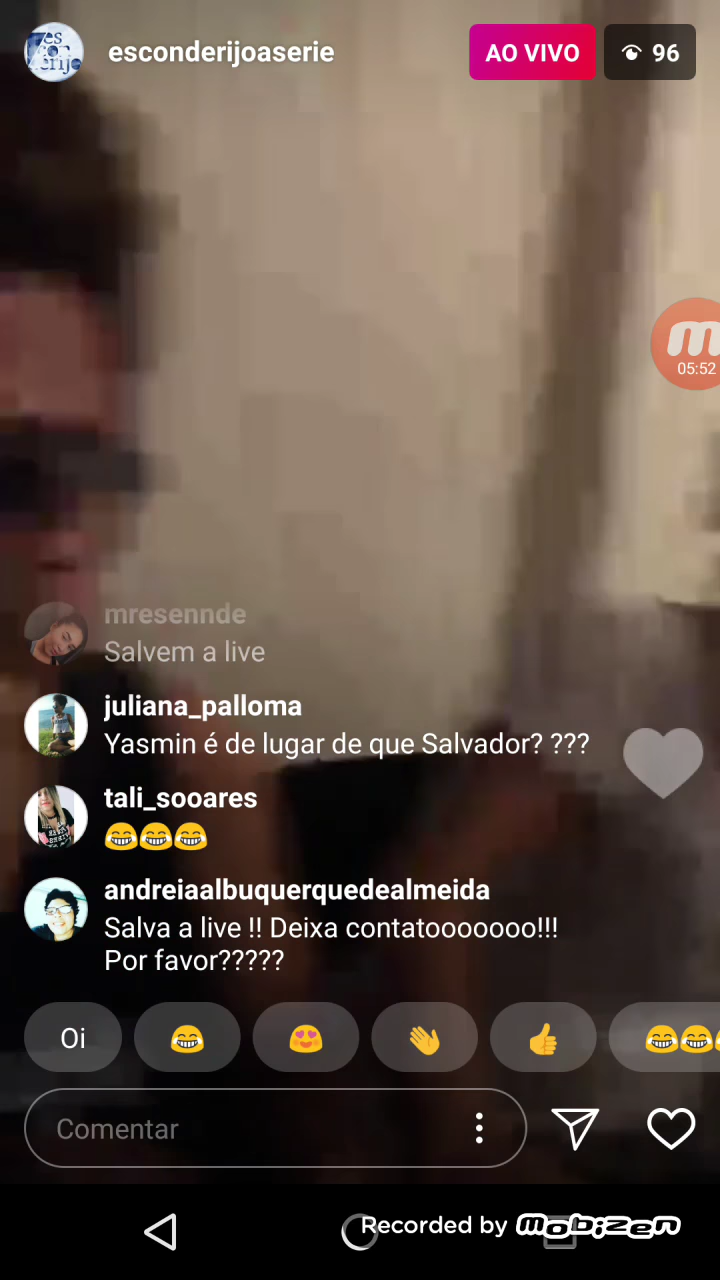 esconderijoaserie
AO VIVO
96
05:52
mresennde
Salvem a live
juliana_palloma
Yasmin é de lugar de que Salvador? ???
tali_sooares
😂😂😂
andreiaalbuquerquedealmeida
Salva a live !! Deixa contatooooooo!!!
Por favor?????
Oi 😂 😍 👏 👍 😂😂😂
Comentar
Recorded by mobizen